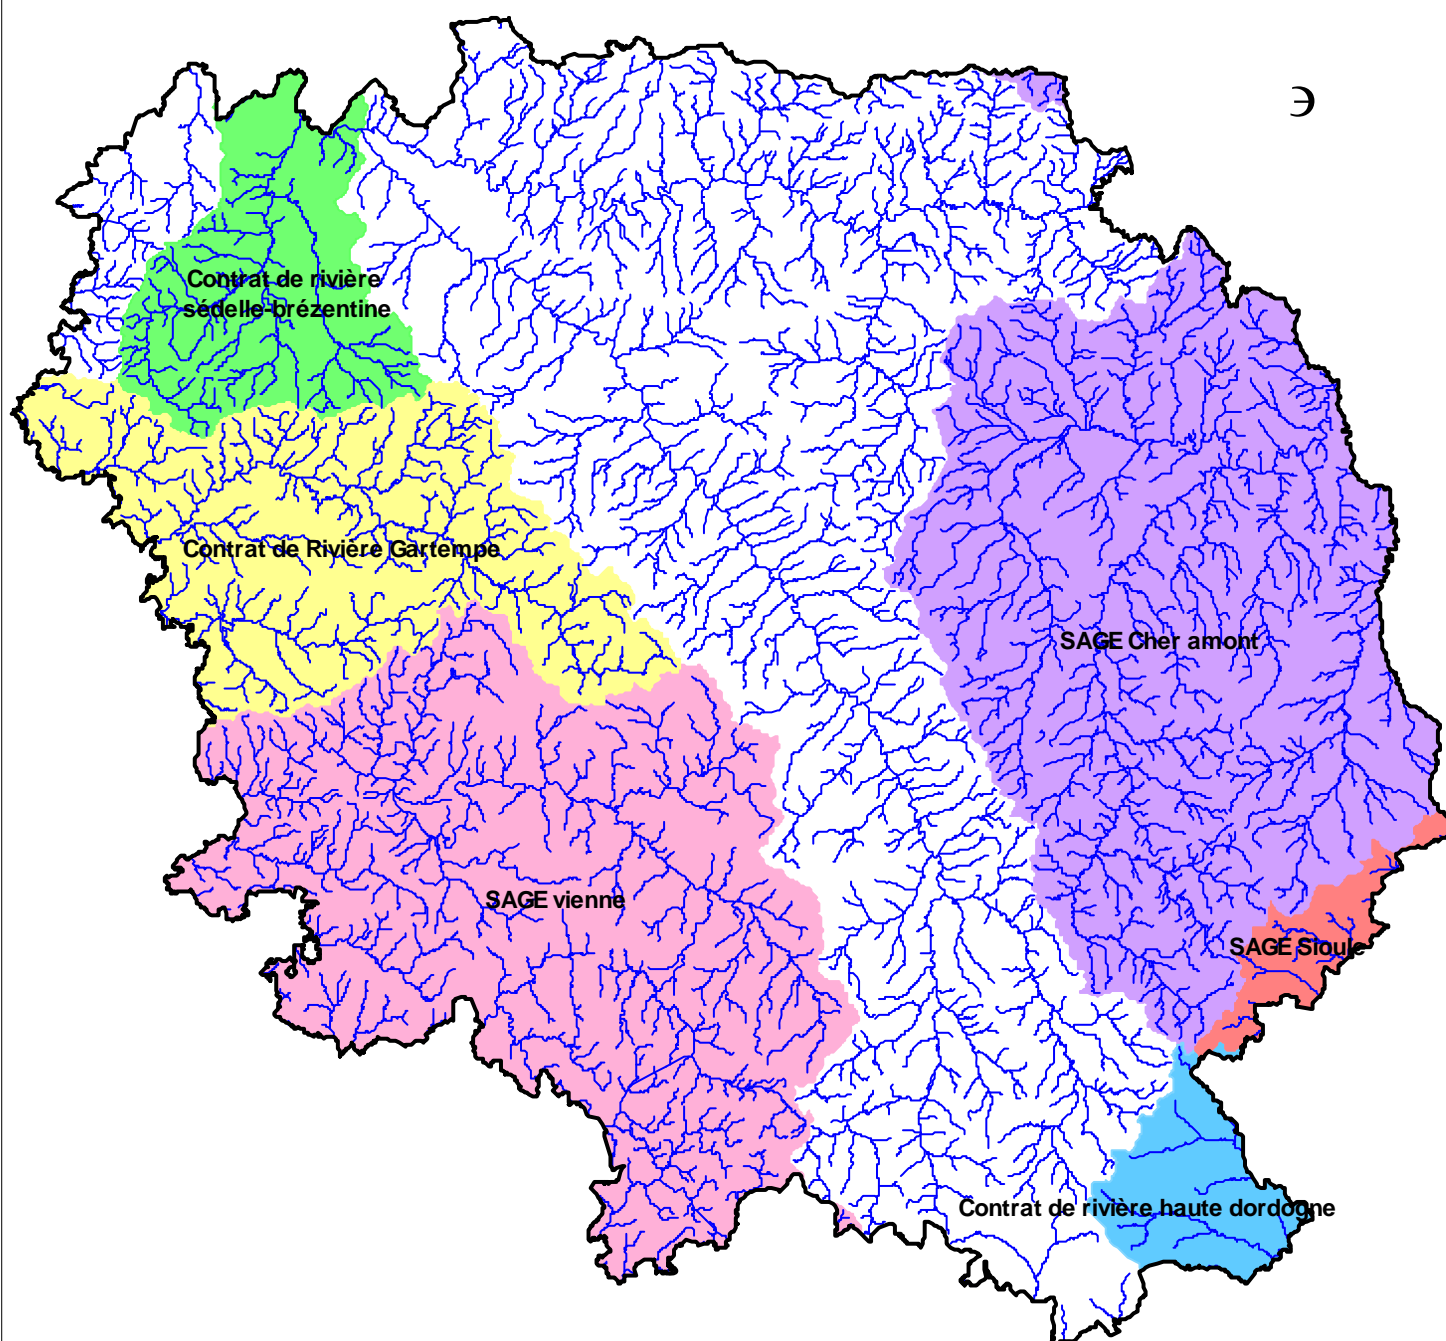 Э
Contrat de rivière
sédelle-brézentine
Contrat de Rivière Gartempe
SAGE Cher amont
SAGE vienne
SAGE Sioule
Contrat de rivière haute dordogne